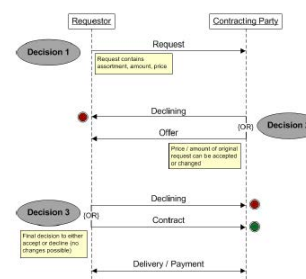 Requestor
Contracting Party
Decision 1
Request
Request contains
assortment, amount, price
Declining
{OR}
Decision 2
Offer
Price / amount of original
request can be accepted
or changed
Declining
Decision 3
{OR}
Contract
Final decision to either
accept or decline (no
changes possible)
Delivery / Payment